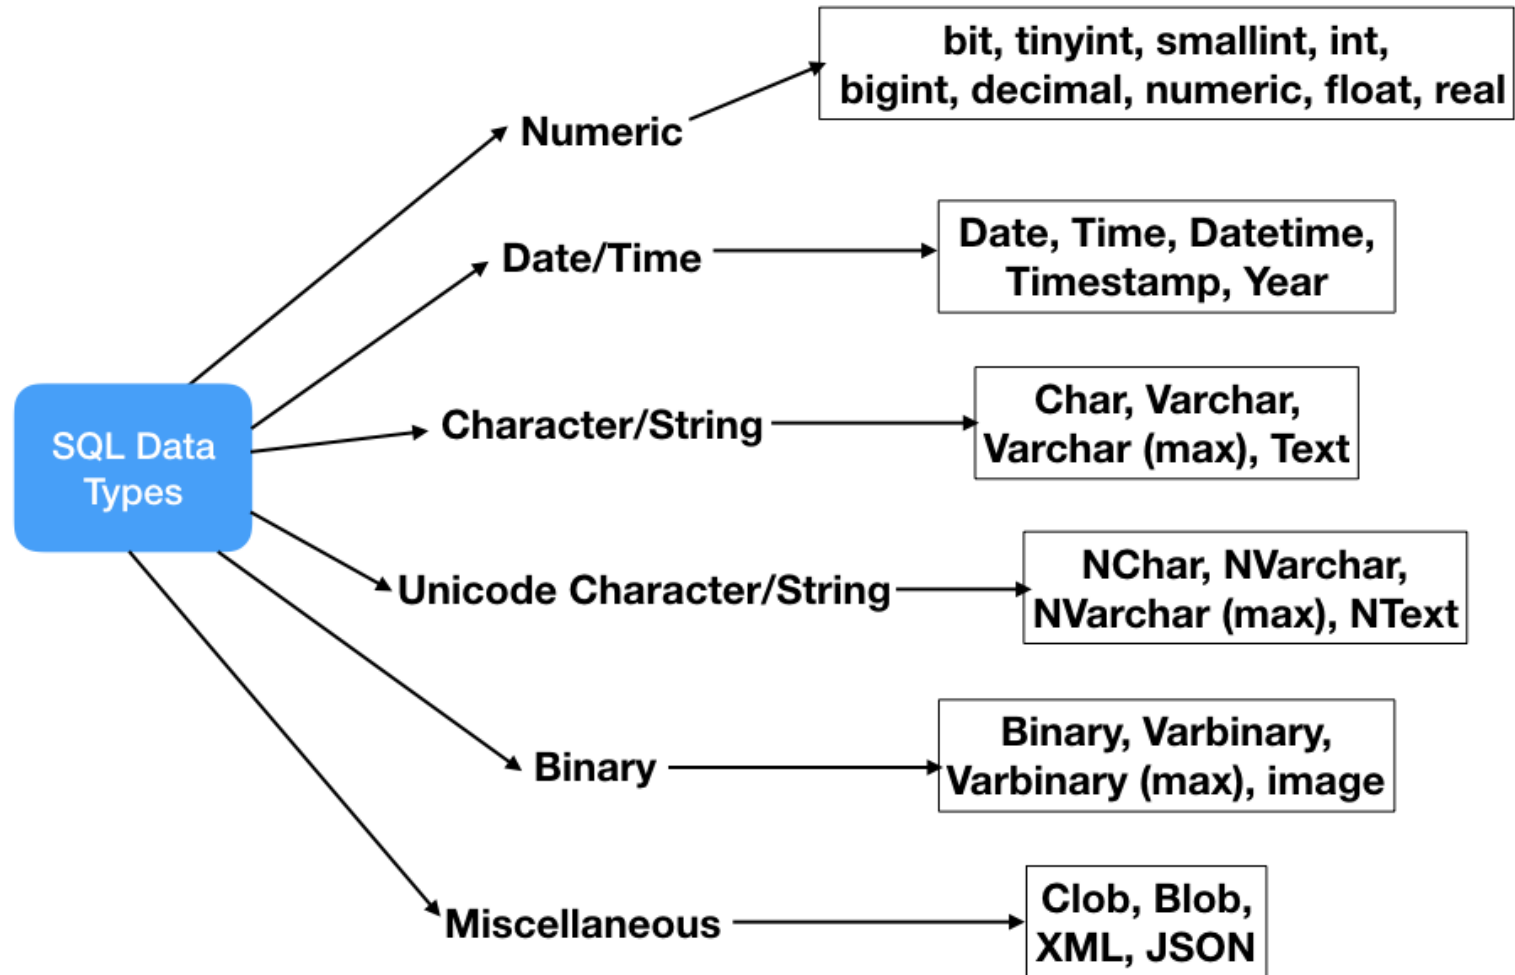 bit, tinyint, smallint, int,
bigint, decimal, numeric, float, real
Numeric
Date, Time, Datetime,
Timestamp, Year
Date/Time
Char, Varchar,
Varchar (max), Text
Character/String
SQL Data
Types
NChar, NVarchar,
NVarchar (max), NText
Unicode Character/String
Binary, Varbinary,
Varbinary (max), image
Binary
Clob, Blob,
XML, JSON
Miscellaneous